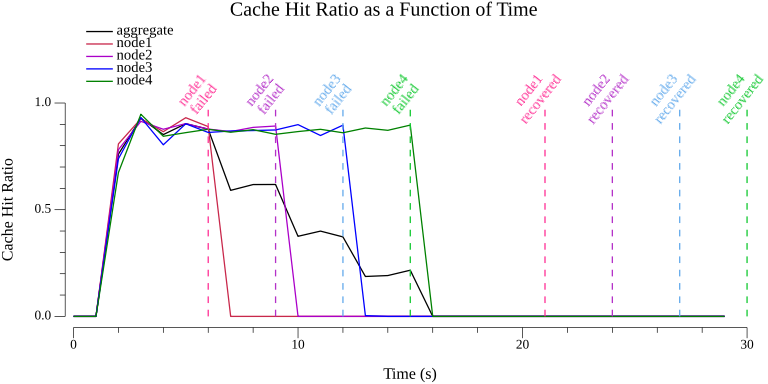 Cache Hit Ratio as a Function of Time
aggregate
node1
node2
node3
node4
node1
failed
node2
failed
node3
failed
node4
failed
node1
recovered
node2
recovered
node3
recovered
node4
recovered
1.0
0.5
0.0
Cache Hit Ratio
0
10
20
30
Time (s)